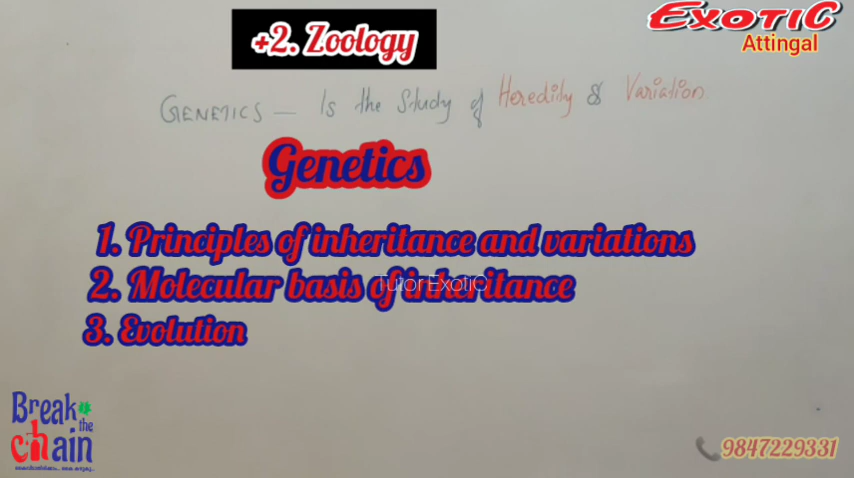 EXOTIC
+2. Zoology
Attingal
GENETICS – Is the Study of Heredity & Variation.
Genetics
1. Principles of inheritance and variations
2. Molecular basis of inheritance
Tutor ExotiC
3. Evolution
Break
the
chain
9847229331